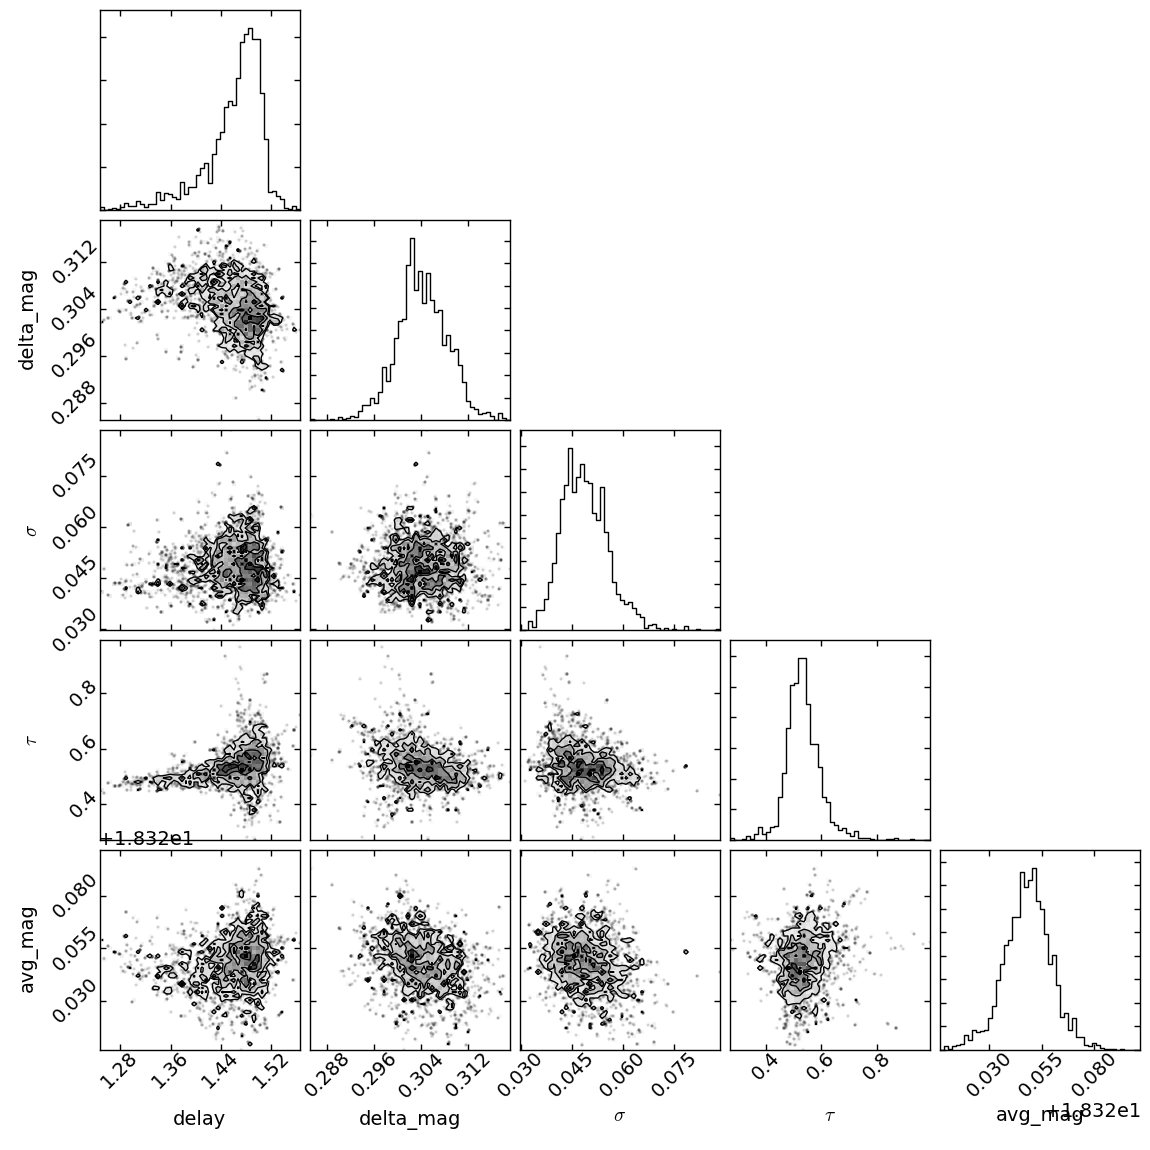 0.312
0.304
0.296
0.288
delta_mag
0.075
0.060
0.045
0.030
σ
0.8
0.6
0.4
τ
+1.832e1
0.080
0.055
0.030
avg_mag
1.28 1.36 1.44 1.52
0.288 0.296 0.304 0.312
0.030 0.045 0.060 0.075
0.4 0.6 0.8
0.030 0.055 0.080
+1.832e1
delay delta_mag σ τ avg_mag